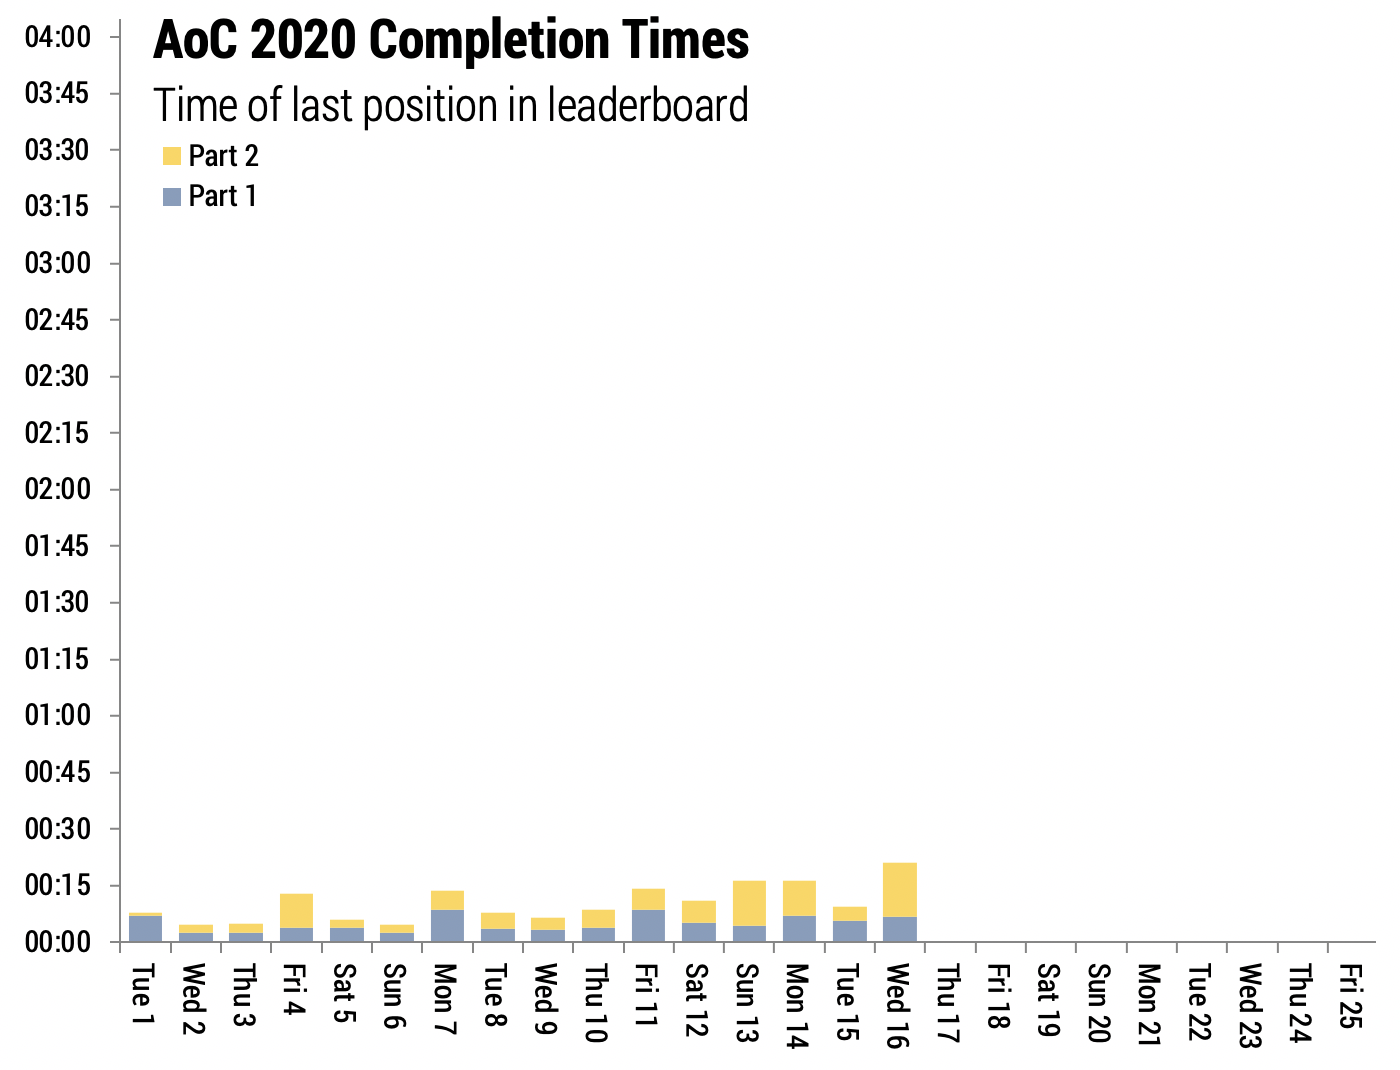 AoC 2020 Completion Times
Time of last position in leaderboard
Part 2
Part 1
04:00
03:45
03:30
03:15
03:00
02:45
02:30
02:15
02:00
01:45
01:30
01:15
01:00
00:45
00:30
00:15
00:00
Tue 1
Wed 2
Thu 3
Fri 4
Sat 5
Sun 6
Mon 7
Tue 8
Wed 9
Thu 10
Fri 11
Sat 12
Sun 13
Mon 14
Tue 15
Wed 16
Thu 17
Fri 18
Sat 19
Sun 20
Mon 21
Tue 22
Wed 23
Thu 24
Fri 25